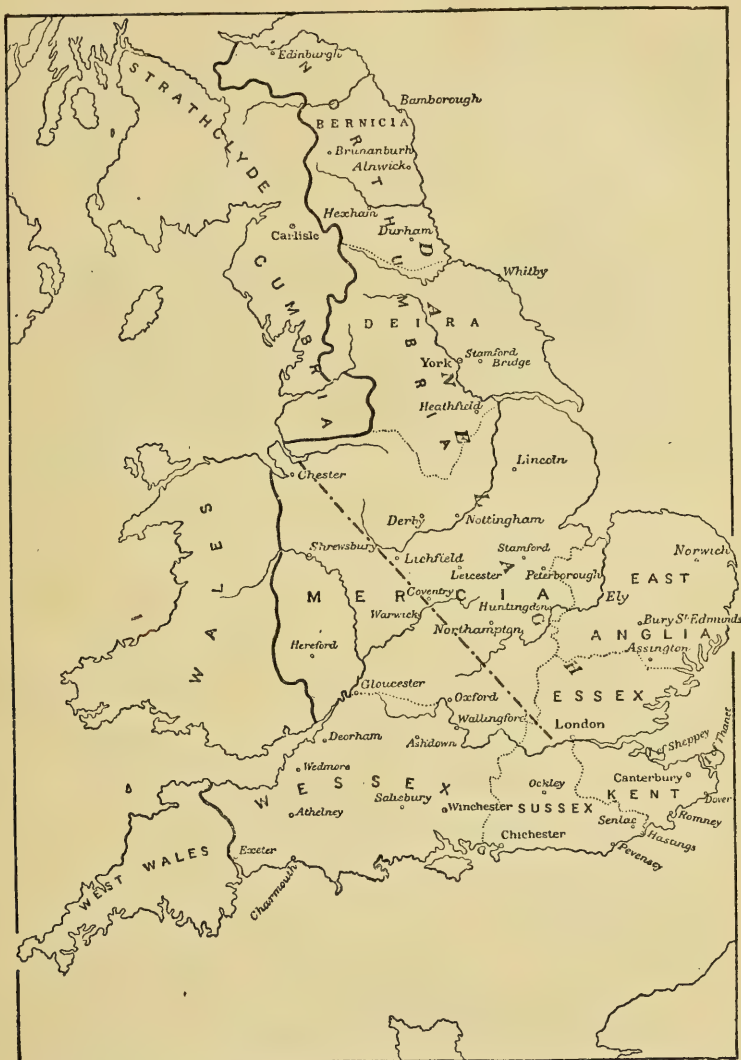 Edinburgh
STRATHCLYDE
NORTHUMBRIA
Bamborough
BERNICIA
Brunanburh
Alnwick
Hexham
Durham
DANELAGH
Carlisle
CUMBRIA
Whitby
DEIRA
York
Stamford
Bridge
Heathfield
Lincoln
Chester
WALES
Derby
Nottingham
Shrewsbury
Lichfield
Stamford
Norwich
Leicester
Peterborough
EAST
MERCIA
Coventry
Ely
Warwick
Huntingdon
Bury St Edmunds
Northampton
ANGLIA
Hereford
Assington
Gloucester
Oxford
ESSEX
Wallingford
London
Deorham
Ashdown
I of Sheppey
I of Thanet
Wedmore
Canterbury
WESSEX
Ockley
KENT
Dover
Athelney
Salisbury
Winchester
SUSSEX
Senlac
Romney
Hastings
Chichester
Pevensey
Exeter
WEST WALES
Charmouth